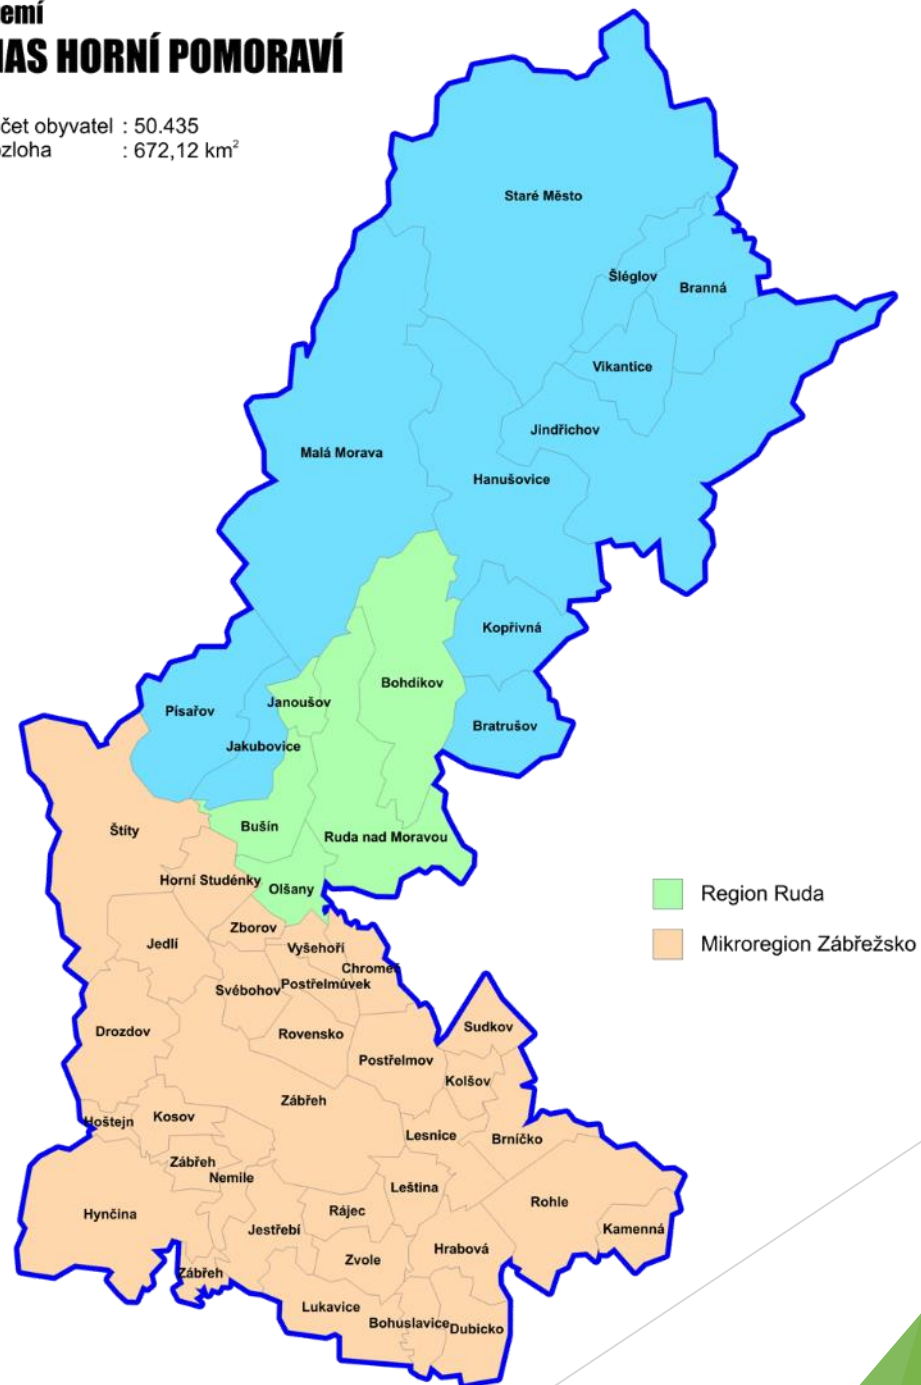 emí
MAS HORNÍ POMORAVÍ
čet obyvatel : 50.435
ozloha : 672,12 km²
Staré Město
Šléglov
Branná
Vikantice
Jindřichov
Malá Morava
Hanušovice
Kopřivná
Bohdíkov
Janoušov
Písařov
Bratrušov
Jakubovice
Bušín
Štíty
Ruda nad Moravou
Horní Studénky
Olšany
Region Ruda
Zborov
Jedlí
Vyšehoří
Mikroregion Zábřežsko
Chromeč
Postřelmůvek
Svébohov
Sudkov
Drozdov
Rovensko
Postřelmov
Kolšov
Zábřeh
Hoštejn
Kosov
Lesnice
Brníčko
Zábřeh
Nemile
Leština
Rohle
Hynčina
Rájec
Jestřebí
Kamenná
Hrabová
Zvole
Zábřeh
Lukavice
Bohuslavice
Dubicko